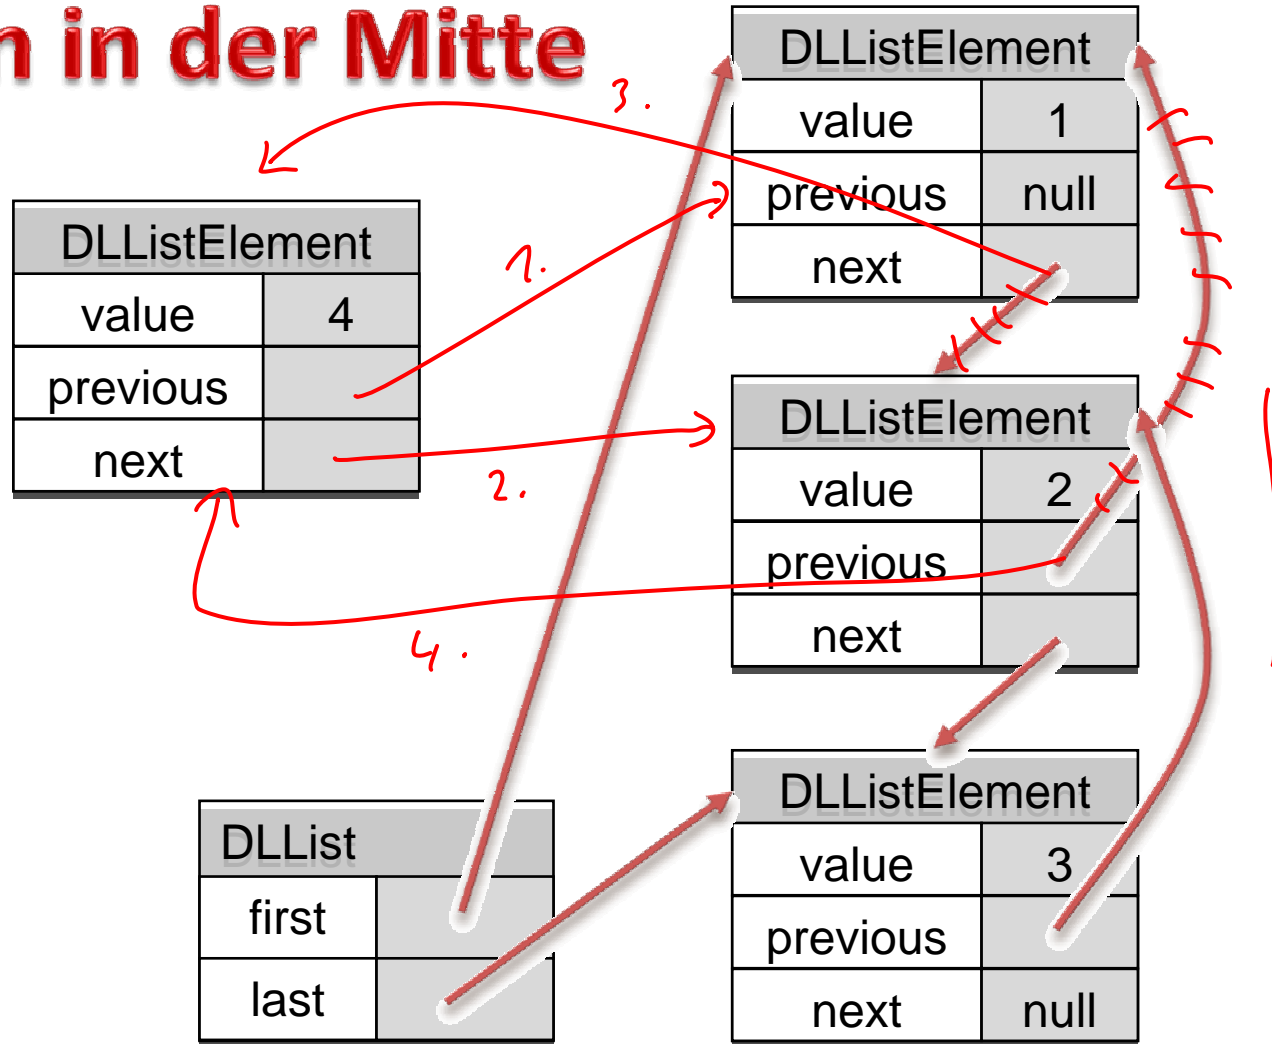 n in der Mitte
DLListElement
value 1
previous null
next
3.
DLListElement
value 4
previous
next
1.
2.
4.
DLListElement
value 2
previous
next
DLList
first
last
DLListElement
value 3
previous
next null